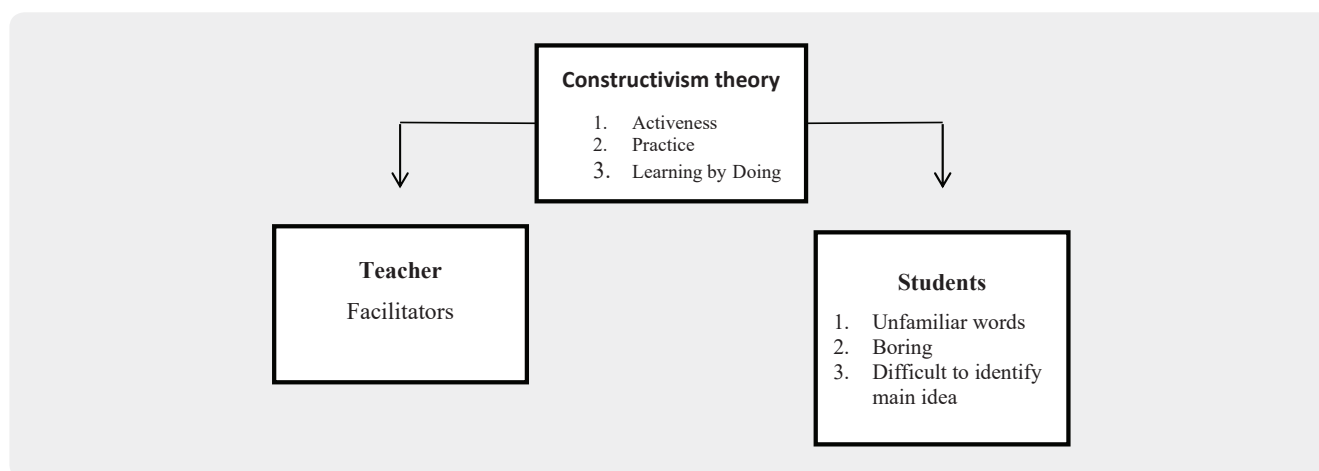 Constructivism theory
1. Activeness
2. Practice
3. Learning by Doing
Teacher
Facilitators
Students
1. Unfamiliar words
2. Boring
3. Difficult to identify
main idea